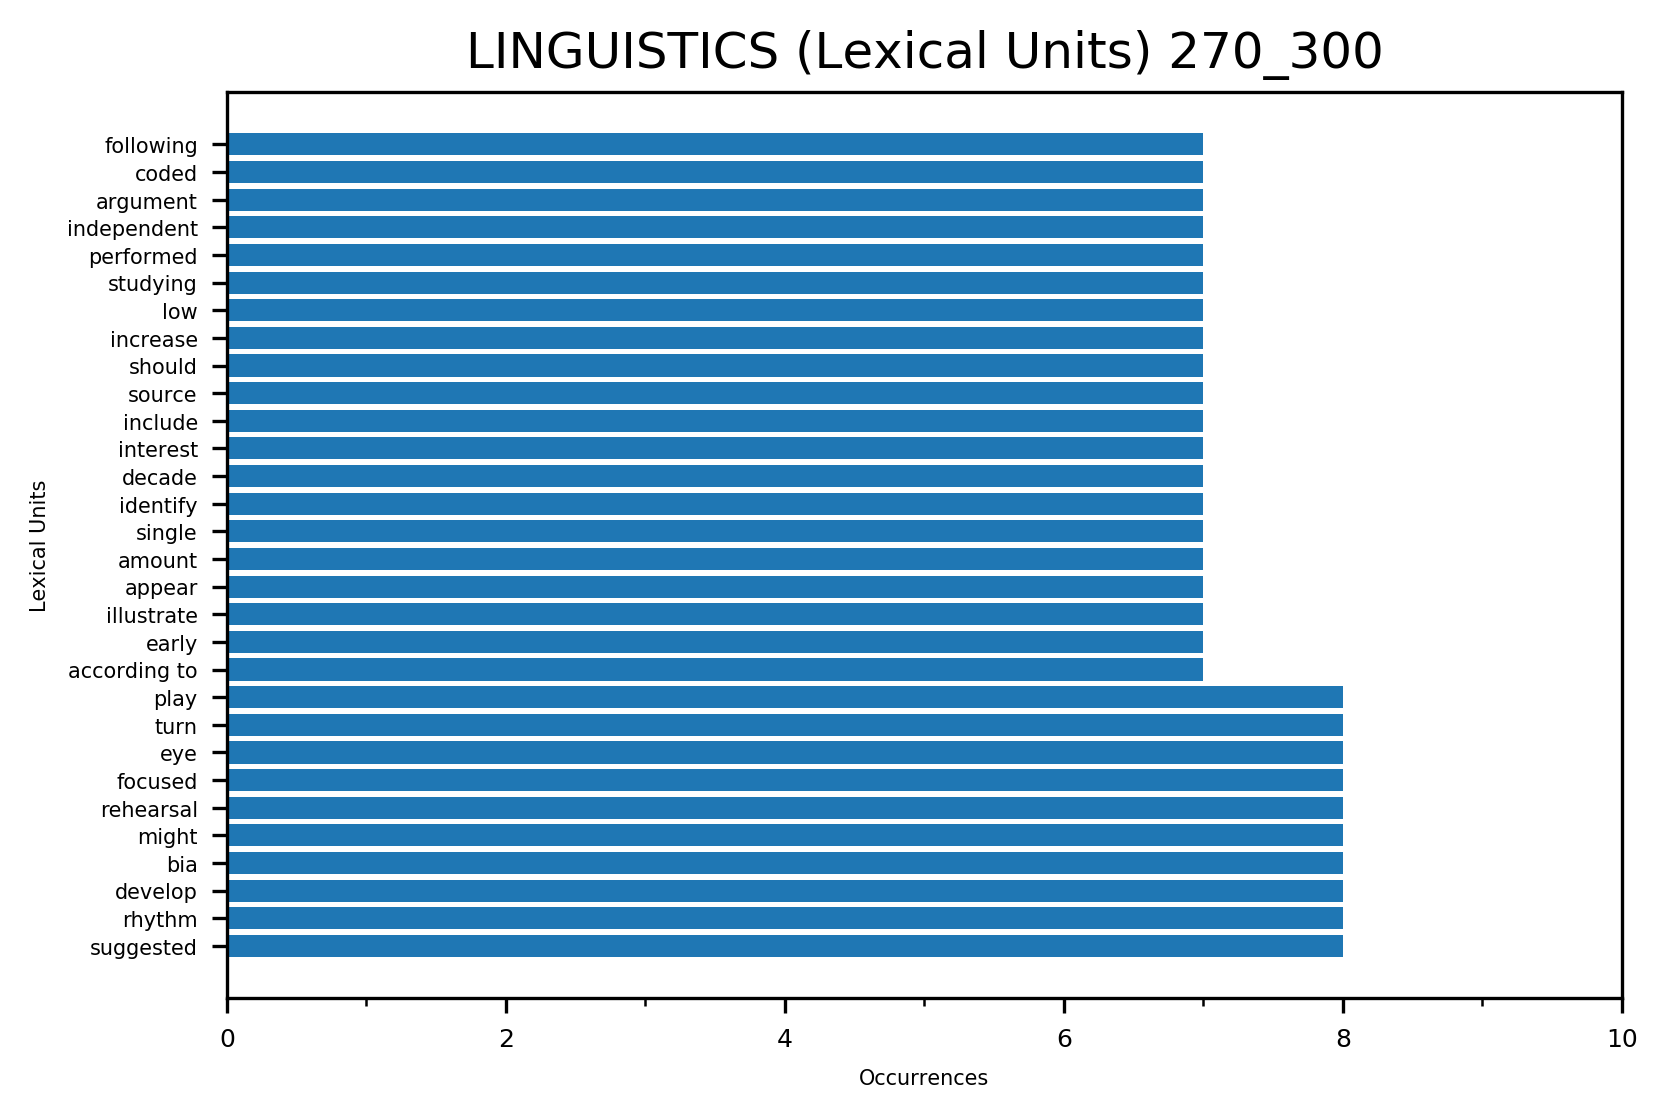 LINGUISTICS (Lexical Units) 270_300
following
coded
argument
independent
performed
studying
low
increase
should
source
include
interest
decade
identify
single
amount
appear
illustrate
early
according to
play
turn
eye
focused
rehearsal
might
bia
develop
rhythm
suggested
Lexical Units
0 2 4 6 8 10
Occurrences